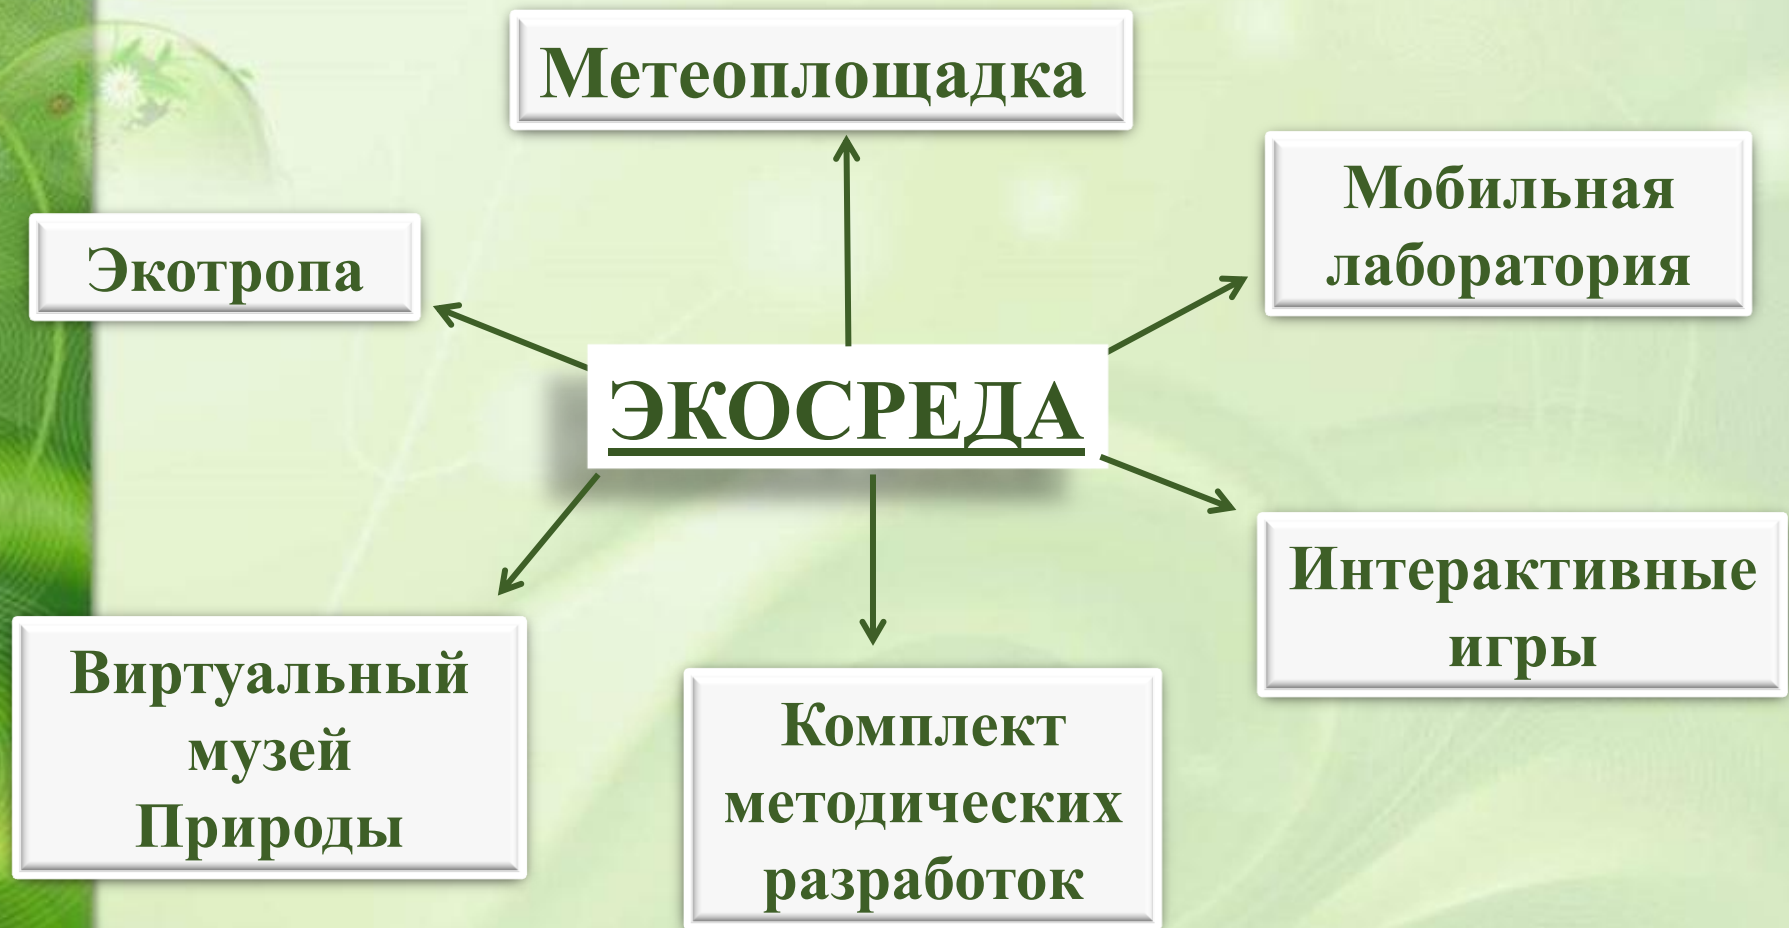 Метеоплощадка
Мобильная
лаборатория
Экотропа
ЭКОСРЕДА
Интерактивные
игры
Виртуальный
музей
Природы
Комплект
методических
разработок